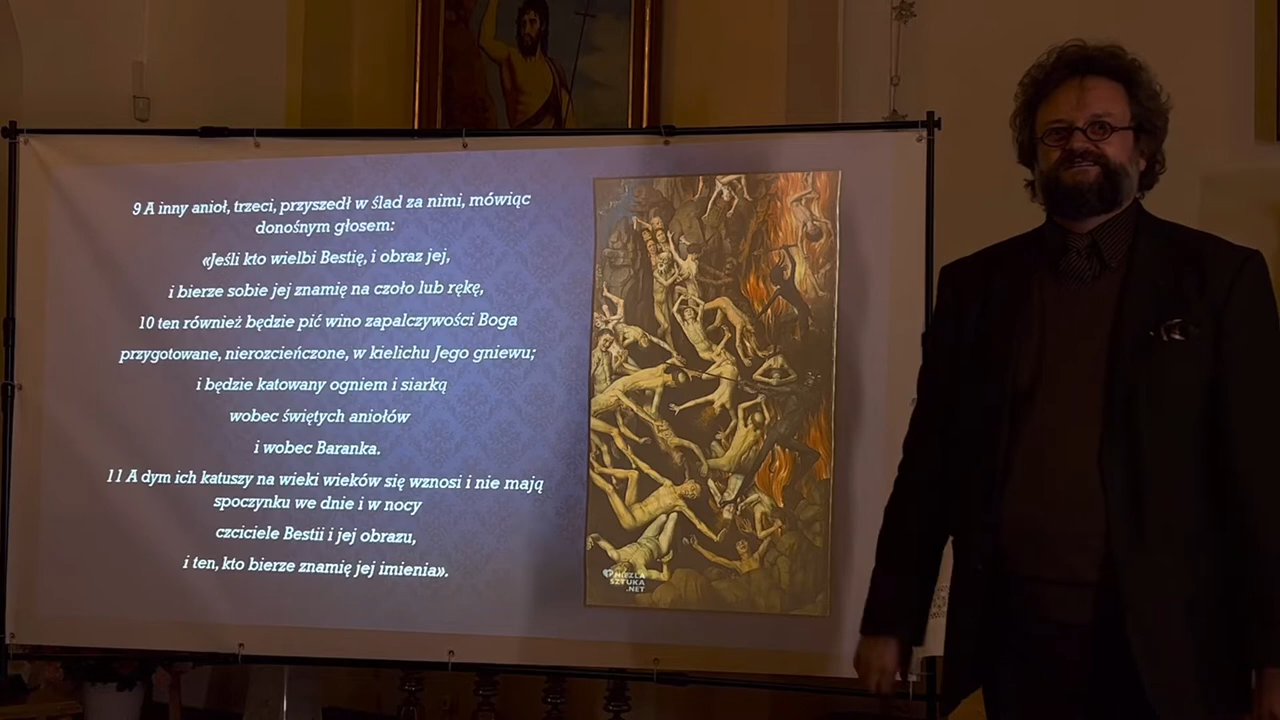 9 A inny anioł, trzeci, przyszedł w ślad za nimi, mówiąc
donośnym głosem:
«Jeśli kto wielbi Bestię, i obraz jej,
i bierze sobie jej znamię na czoło lub rękę,
10 ten również będzie pić wino zapalczywości Boga
przygotowane, nierozcieńczone, w kielichu Jego gniewu;
i będzie katowany ogniem i siarką
wobec świętych aniołów
i wobec Baranka.
11 A dym ich katuszy na wieki wieków się wznosi i nie mają
spoczynku we dnie i w nocy
czciciele Bestii i jej obrazu,
i ten, kto bierze znamię jej imienia».
NIEZŁA
SZTUKA
.NET